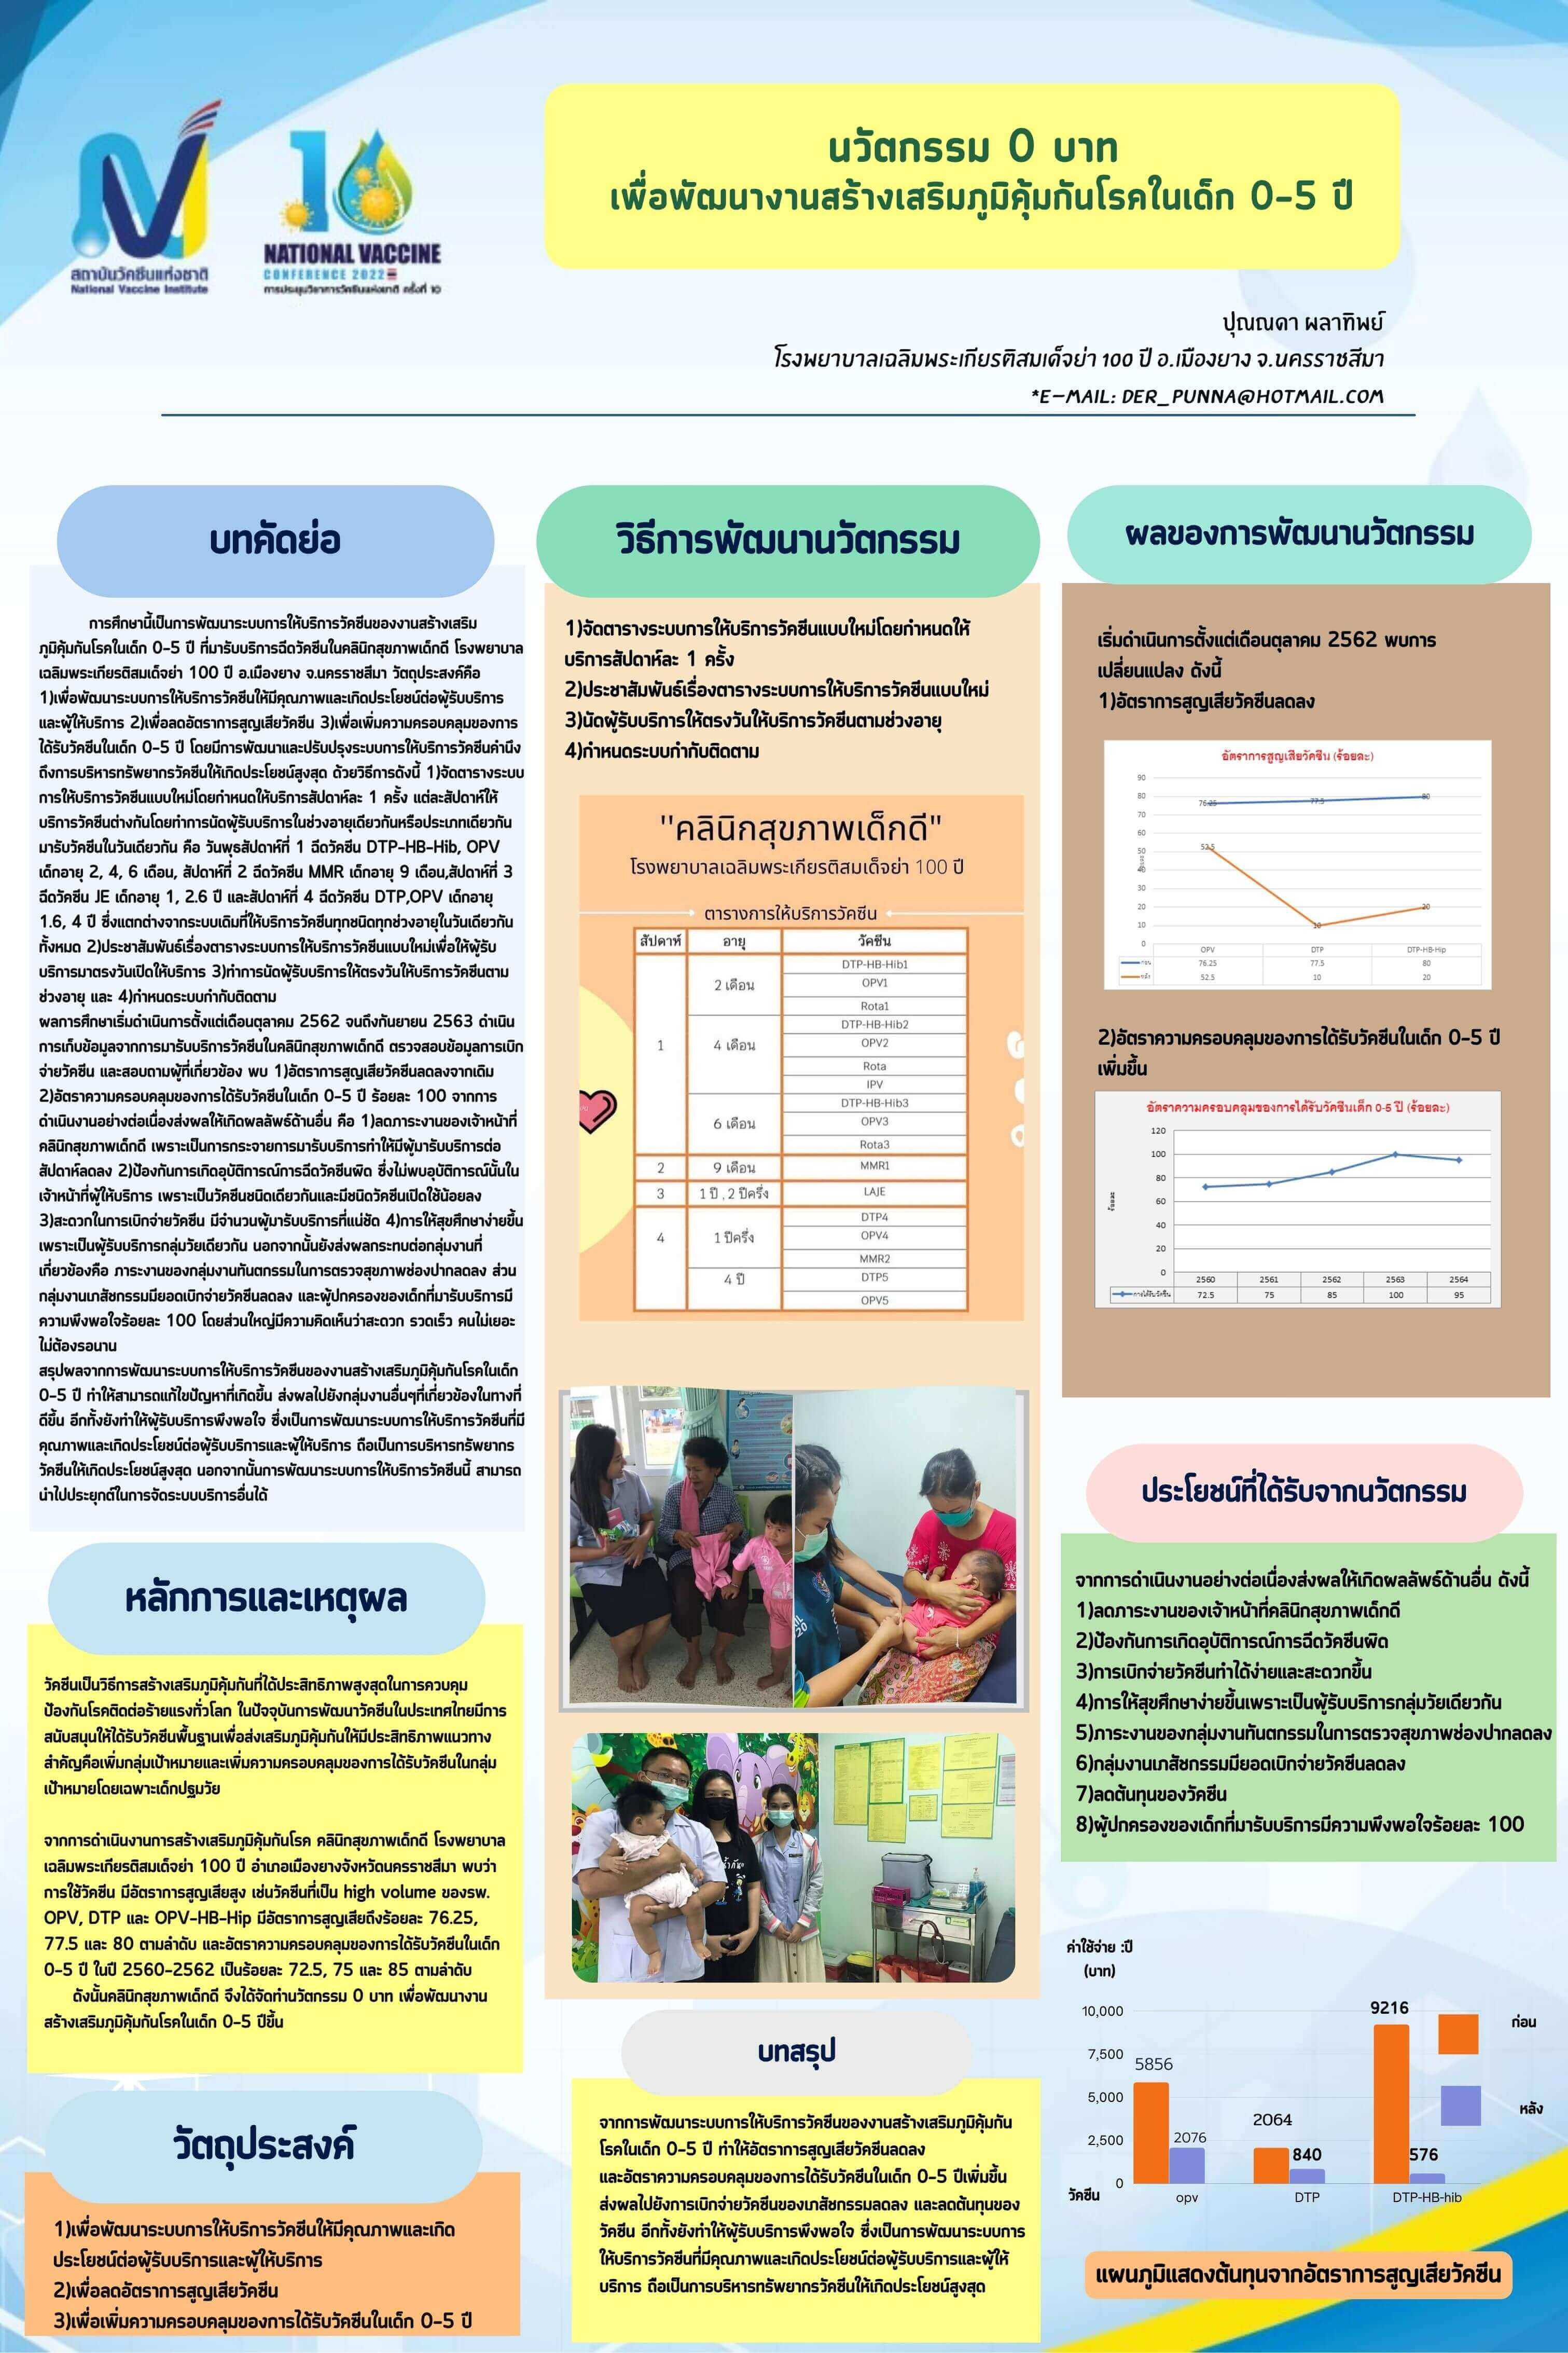 สถาบันวัคซีนแห่งชาติ
National Vaccine Institute
10
NATIONAL VACCINE
CONFERENCE 2022
การประชุมวิชาการวัคซีนแห่งชาติ ครั้งที่ 10
นวัตกรรม 0 บาท
เพื่อพัฒนางานสร้างเสริมภูมิคุ้มกันโรคในเด็ก 0-5 ปี
ปุณณดา ผลาทิพย์
โรงพยาบาลเฉลิมพระเกียรติสมเด็จย่า 100 ปี อ.เมืองยาง จ.นครราชสีมา
*E-MAIL: DER_PUNNA@HOTMAIL.COM
บทคัดย่อ
การศึกษานี้เป็นการพัฒนาระบบการให้บริการวัคซีนของงานสร้างเสริม
ภูมิคุ้มกันโรคในเด็ก 0-5 ปี ที่มารับบริการฉีดวัคซีนในคลินิกสุขภาพเด็กดี โรงพยาบาล
เฉลิมพระเกียรติสมเด็จย่า 100 ปี อ.เมืองยาง จ.นครราชสีมา วัตถุประสงค์คือ
1)เพื่อพัฒนาระบบการให้บริการวัคซีนให้มีคุณภาพและเกิดประโยชน์ต่อผู้รับบริการ
และผู้ให้บริการ 2)เพื่อลดอัตราการสูญเสียวัคซีน 3)เพื่อเพิ่มความครอบคลุมของการ
ได้รับวัคซีนในเด็ก 0-5 ปี โดยมีการพัฒนาและปรับปรุงระบบการให้บริการวัคซีนคำนึง
ถึงการบริหารทรัพยากรวัคซีนให้เกิดประโยชน์สูงสุด ด้วยวิธีการดังนี้ 1)จัดตารางระบบ
การให้บริการวัคซีนแบบใหม่โดยกำหนดให้บริการสัปดาห์ละ 1 ครั้ง แต่ละสัปดาห์ให้
บริการวัคซีนต่างกันโดยทำการนัดผู้รับบริการในช่วงอายุเดียวกันหรือประเภทเดียวกัน
มารับวัคซีนในวันเดียวกัน คือ วันพุธสัปดาห์ที่ 1 ฉีดวัคซีน DTP-HB-Hib, OPV
เด็กอายุ 2, 4, 6 เดือน, สัปดาห์ที่ 2 ฉีดวัคซีน MMR เด็กอายุ 9 เดือน,สัปดาห์ที่ 3
ฉีดวัคซีน JE เด็กอายุ 1, 2.6 ปี และสัปดาห์ที่ 4 ฉีดวัคซีน DTP,OPV เด็กอายุ
1.6, 4 ปี ซึ่งแตกต่างจากระบบเดิมที่ให้บริการวัคซีนทุกชนิดทุกช่วงอายุในวันเดียวกัน
ทั้งหมด 2)ประชาสัมพันธ์เรื่องตารางระบบการให้บริการวัคซีนแบบใหม่เพื่อให้ผู้รับ
บริการมาตรงวันเปิดให้บริการ 3)ทำการนัดผู้รับบริการให้ตรงวันให้บริการวัคซีนตาม
ช่วงอายุ และ 4)กำหนดระบบกำกับติดตาม
ผลการศึกษาเริ่มดำเนินการตั้งแต่เดือนตุลาคม 2562 จนถึงกันยายน 2563 ดำเนิน
การเก็บข้อมูลจากการมารับบริการวัคซีนในคลินิกสุขภาพเด็กดี ตรวจสอบข้อมูลการเบิก
จ่ายวัคซีน และสอบถามผู้ที่เกี่ยวข้อง พบ 1)อัตราการสูญเสียวัคซีนลดลงจากเดิม
2)อัตราความครอบคลุมของการได้รับวัคซีนในเด็ก 0-5 ปี ร้อยละ 100 จากการ
ดำเนินงานอย่างต่อเนื่องส่งผลให้เกิดผลลัพธ์ด้านอื่น คือ 1)ลดภาระงานของเจ้าหน้าที่
คลินิกสุขภาพเด็กดี เพราะเป็นการกระจายการมารับบริการทำให้มีผู้มารับบริการต่อ
สัปดาห์ลดลง 2)ป้องกันการเกิดอุบัติการณ์การฉีดวัคซีนผิด ซึ่งไม่พบอุบัติการณ์นั้นใน
เจ้าหน้าที่ผู้ให้บริการ เพราะเป็นวัคซีนชนิดเดียวกันและมีชนิดวัคซีนเปิดใช้น้อยลง
3)สะดวกในการเบิกจ่ายวัคซีน มีจำนวนผู้มารับบริการที่แน่ชัด 4)การให้สุขศึกษาง่ายขึ้น
เพราะเป็นผู้รับบริการกลุ่มวัยเดียวกัน นอกจากนั้นยังส่งผลกระทบต่อกลุ่มงานที่
เกี่ยวข้องคือ ภาระงานของกลุ่มงานทันตกรรมในการตรวจสุขภาพช่องปากลดลง ส่วน
กลุ่มงานเภสัชกรรมมียอดเบิกจ่ายวัคซีนลดลง และผู้ปกครองของเด็กที่มารับบริการมี
ความพึงพอใจร้อยละ 100 โดยส่วนใหญ่มีความคิดเห็นว่าสะดวก รวดเร็ว คนไม่เยอะ
ไม่ต้องรอนาน
สรุปผลจากการพัฒนาระบบการให้บริการวัคซีนของงานสร้างเสริมภูมิคุ้มกันโรคในเด็ก
0-5 ปี ทำให้สามารถแก้ไขปัญหาที่เกิดขึ้น ส่งผลไปยังกลุ่มงานอื่นๆที่เกี่ยวข้องในทางที่
ดีขึ้น อีกทั้งยังทำให้ผู้รับบริการพึงพอใจ ซึ่งเป็นการพัฒนาระบบการให้บริการวัคซีนที่มี
คุณภาพและเกิดประโยชน์ต่อผู้รับบริการและผู้ให้บริการ ถือเป็นการบริหารทรัพยากร
วัคซีนให้เกิดประโยชน์สูงสุด นอกจากนั้นการพัฒนาระบบการให้บริการวัคซีนนี้ สามารถ
นำไปประยุกต์ในการจัดระบบบริการอื่นได้
หลักการและเหตุผล
วัคซีนเป็นวิธีการสร้างเสริมภูมิคุ้มกันที่ได้ประสิทธิภาพสูงสุดในการควบคุม
ป้องกันโรคติดต่อร้ายแรงทั่วโลก ในปัจจุบันการพัฒนาวัคซีนในประเทศไทยมีการ
สนับสนุนให้ได้รับวัคซีนพื้นฐานเพื่อส่งเสริมภูมิคุ้มกันให้มีประสิทธิภาพแนวทาง
สำคัญคือเพิ่มกลุ่มเป้าหมายและเพิ่มความครอบคลุมของการได้รับวัคซีนในกลุ่ม
เป้าหมายโดยเฉพาะเด็กปฐมวัย
จากการดำเนินงานการสร้างเสริมภูมิคุ้มกันโรค คลินิกสุขภาพเด็กดี โรงพยาบาล
เฉลิมพระเกียรติสมเด็จย่า 100 ปี อำเภอเมืองยางจังหวัดนครราชสีมา พบว่า
การใช้วัคซีน มีอัตราการสูญเสียสูง เช่นวัคซีนที่เป็น high volume ของรพ.
OPV, DTP และ OPV-HB-Hip มีอัตราการสูญเสียถึงร้อยละ 76.25,
77.5 และ 80 ตามลำดับ และอัตราความครอบคลุมของการได้รับวัคซีนในเด็ก
0-5 ปี ในปี 2560-2562 เป็นร้อยละ 72.5, 75 และ 85 ตามลำดับ
ดังนั้นคลินิกสุขภาพเด็กดี จึงได้จัดทำนวัตกรรม 0 บาท เพื่อพัฒนางาน
สร้างเสริมภูมิคุ้มกันโรคในเด็ก 0-5 ปีขึ้น
วัตถุประสงค์
1)เพื่อพัฒนาระบบการให้บริการวัคซีนให้มีคุณภาพและเกิด
ประโยชน์ต่อผู้รับบริการและผู้ให้บริการ
2)เพื่อลดอัตราการสูญเสียวัคซีน
3)เพื่อเพิ่มความครอบคลุมของการได้รับวัคซีนในเด็ก 0-5 ปี
วิธีการพัฒนานวัตกรรม
1)จัดตารางระบบการให้บริการวัคซีนแบบใหม่โดยกำหนดให้
บริการสัปดาห์ละ 1 ครั้ง
2)ประชาสัมพันธ์เรื่องตารางระบบการให้บริการวัคซีนแบบใหม่
3)นัดผู้รับบริการให้ตรงวันให้บริการวัคซีนตามช่วงอายุ
4)กำหนดระบบกำกับติดตาม
"คลินิกสุขภาพเด็กดี"
โรงพยาบาลเฉลิมพระเกียรติสมเด็จย่า 100 ปี
ตารางการให้บริการวัคซีน
สัปดาห์ อายุ วัคซีน
1 2 เดือน DTP-HB-Hib1
OPV1
Rota1
4 เดือน DTP-HB-Hib2
OPV2
Rota
IPV
6 เดือน DTP-HB-Hib3
OPV3
Rota3
2 9 เดือน MMR1
3 1 ปี , 2 ปีครึ่ง LAJE
4 1 ปีครึ่ง DTP4
OPV4
MMR2
4 ปี DTP5
OPV5
บทสรุป
จากการพัฒนาระบบการให้บริการวัคซีนของงานสร้างเสริมภูมิคุ้มกัน
โรคในเด็ก 0-5 ปี ทำให้อัตราการสูญเสียวัคซีนลดลง
และอัตราความครอบคลุมของการได้รับวัคซีนในเด็ก 0-5 ปีเพิ่มขึ้น
ส่งผลไปยังการเบิกจ่ายวัคซีนของเภสัชกรรมลดลง และลดต้นทุนของ
วัคซีน อีกทั้งยังทำให้ผู้รับบริการพึงพอใจ ซึ่งเป็นการพัฒนาระบบการ
ให้บริการวัคซีนที่มีคุณภาพและเกิดประโยชน์ต่อผู้รับบริการและผู้ให้
บริการ ถือเป็นการบริหารทรัพยากรวัคซีนให้เกิดประโยชน์สูงสุด
ผลของการพัฒนานวัตกรรม
เริ่มดำเนินการตั้งแต่เดือนตุลาคม 2562 พบการ
เปลี่ยนแปลง ดังนี้
1)อัตราการสูญเสียวัคซีนลดลง
อัตราการสูญเสียวัคซีน (ร้อยละ)
90
80
70
60
50
40
30
20
10
0
76.25 77.5 80
52.5 10 20
OPV DTP DTP-HB-Hip
ก่อน 76.25 77.5 80
หลัง 52.5 10 20
2)อัตราความครอบคลุมของการได้รับวัคซีนในเด็ก 0-5 ปี
เพิ่มขึ้น
อัตราความครอบคลุมของการได้รับวัคซีนเด็ก 0-5 ปี (ร้อยละ)
ร้อยละ
120
100
80
60
40
20
0
2560 2561 2562 2563 2564
การได้รับวัคซีน 72.5 75 85 100 95
ประโยชน์ที่ได้รับจากนวัตกรรม
จากการดำเนินงานอย่างต่อเนื่องส่งผลให้เกิดผลลัพธ์ด้านอื่น ดังนี้
1)ลดภาระงานของเจ้าหน้าที่คลินิกสุขภาพเด็กดี
2)ป้องกันการเกิดอุบัติการณ์การฉีดวัคซีนผิด
3)การเบิกจ่ายวัคซีนทำได้ง่ายและสะดวกขึ้น
4)การให้สุขศึกษาง่ายขึ้นเพราะเป็นผู้รับบริการกลุ่มวัยเดียวกัน
5)ภาระงานของกลุ่มงานทันตกรรมในการตรวจสุขภาพช่องปากลดลง
6)กลุ่มงานเภสัชกรรมมียอดเบิกจ่ายวัคซีนลดลง
7)ลดต้นทุนของวัคซีน
8)ผู้ปกครองของเด็กที่มารับบริการมีความพึงพอใจร้อยละ 100
ค่าใช้จ่าย :ปี
(บาท)
10,000
7,500
5,000
2,500
0
5856 2076
2064 840
9216 576
ก่อน
หลัง
วัคซีน opv DTP DTP-HB-hib
แผนภูมิแสดงต้นทุนจากอัตราการสูญเสียวัคซีน